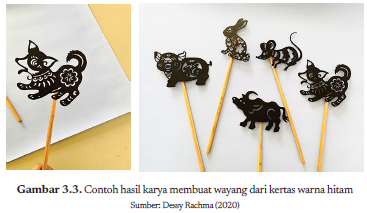 Gambar 3.3. Contoh hasil karya membuat wayang dari kertas warna hitam
Sumber: Dessy Rachma (2020)